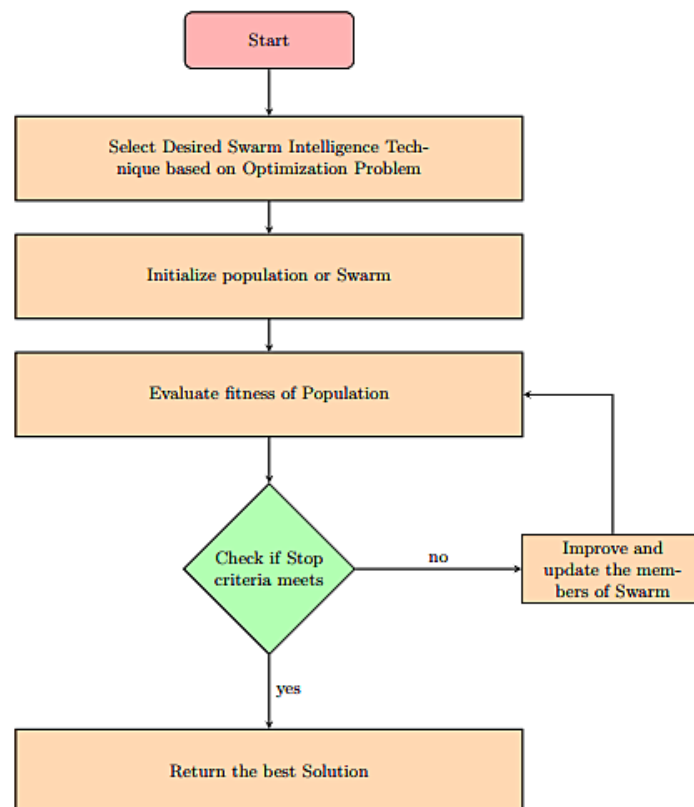 Start
Select Desired Swarm Intelligence Tech-
nique based on Optimization Problem
Initialize population or Swarm
Evaluate fitness of Population
Check if Stop
criteria meets
no
Improve and
update the mem-
bers of Swarm
yes
Return the best Solution